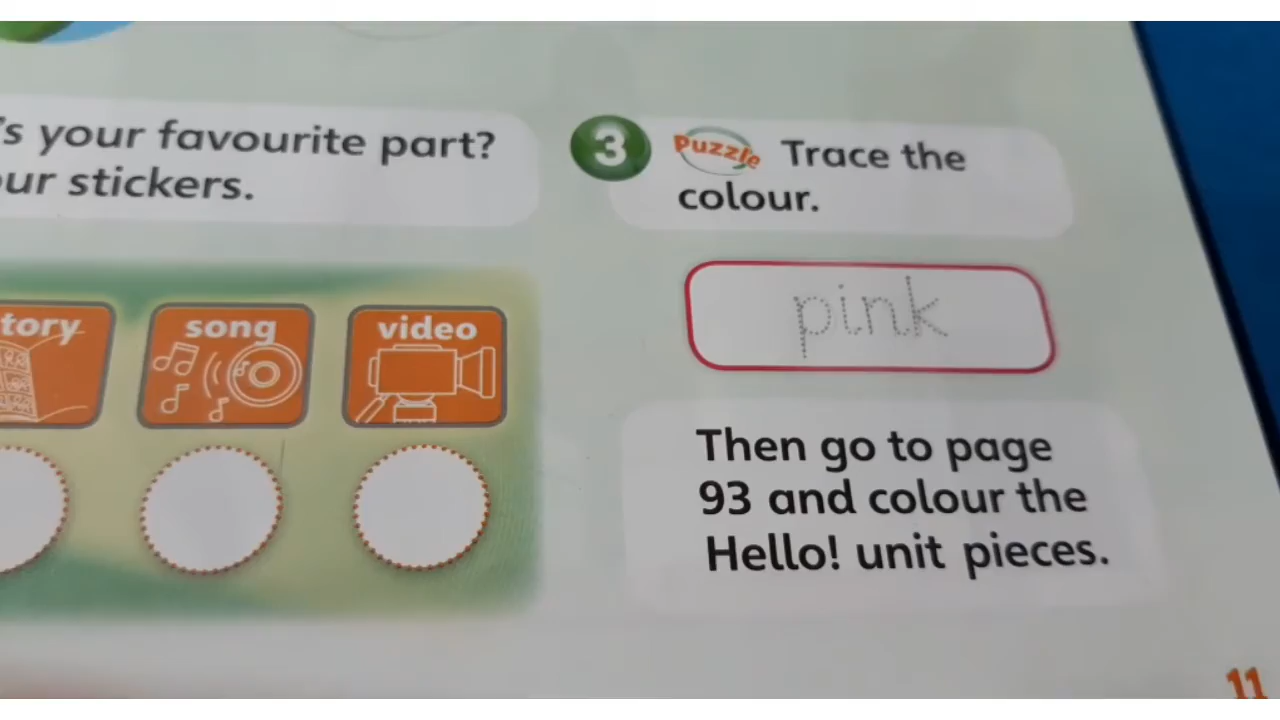 's your favourite part?
our stickers.
tory
song
video
3 Puzzle Trace the
colour.
pink
Then go to page
93 and colour the
Hello! unit pieces.
11